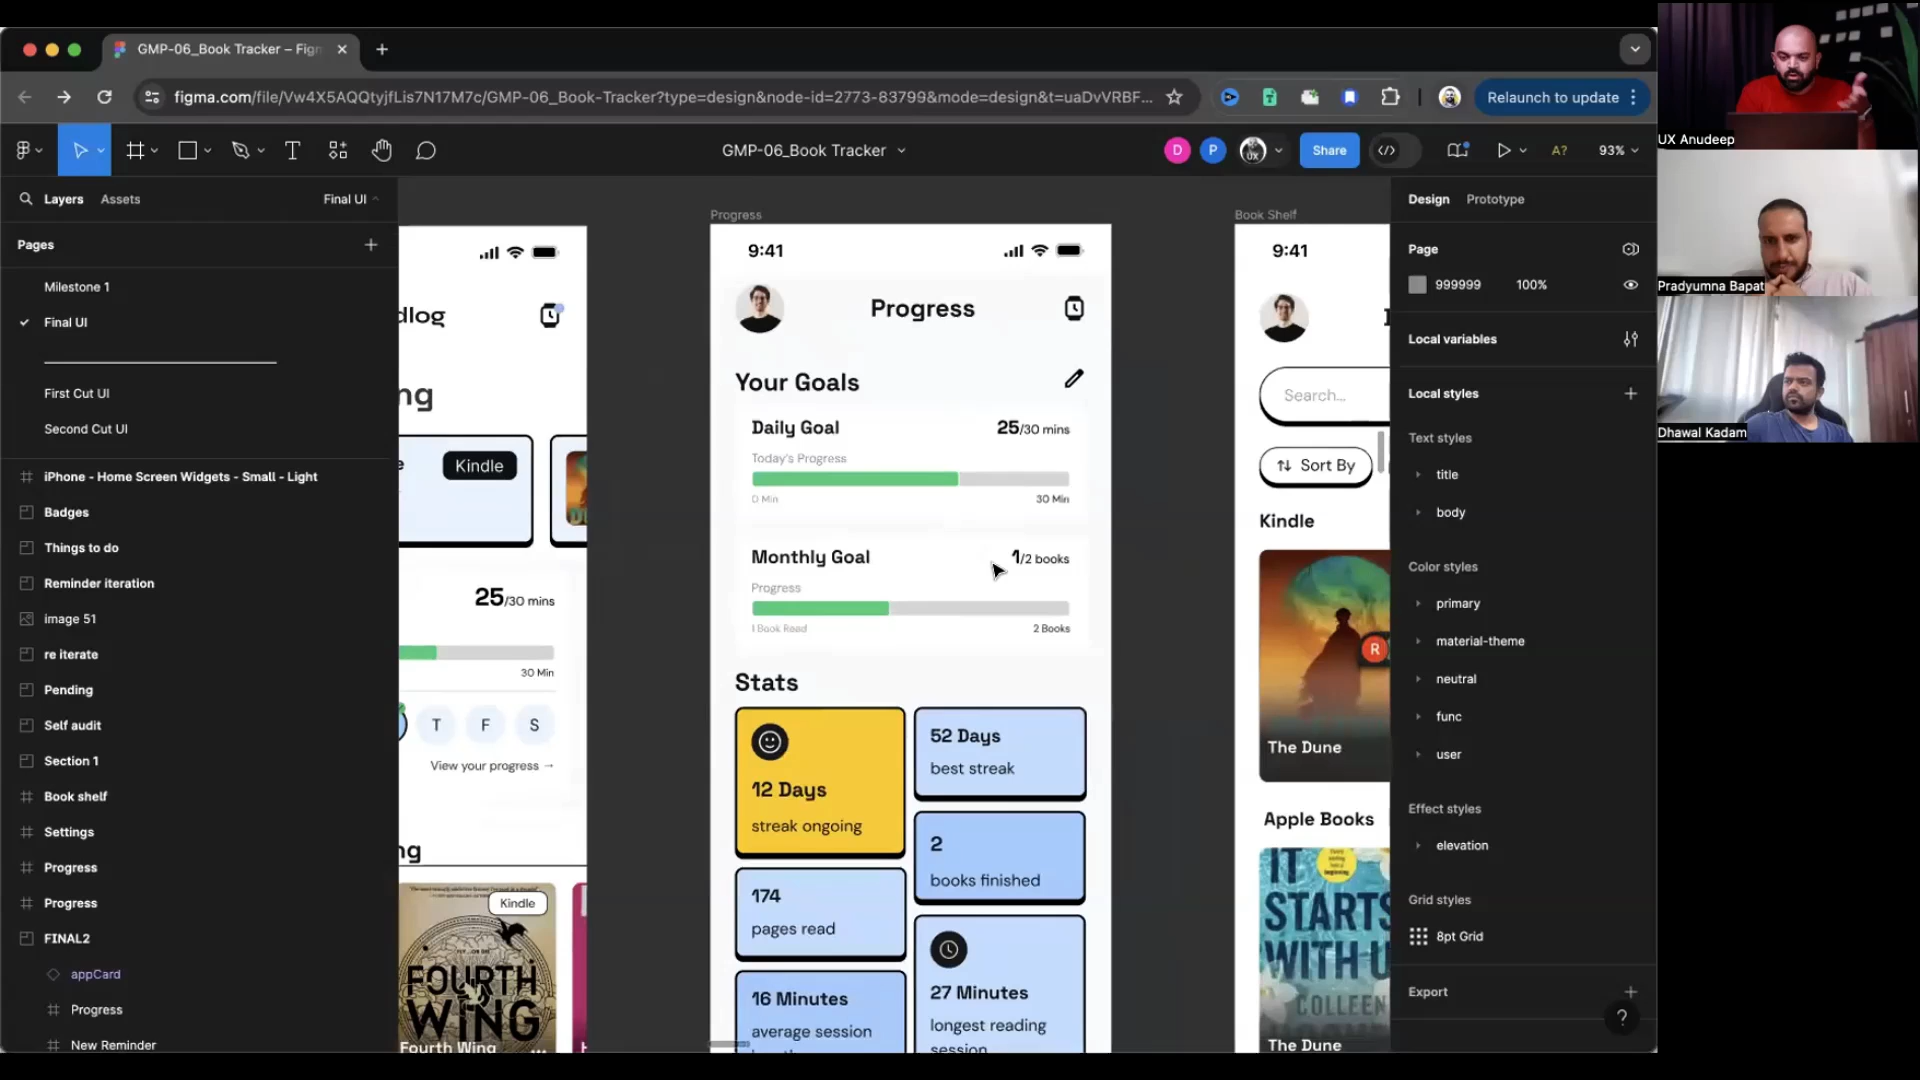 GMP-06_Book Tracker – Figm
figma.com/file/Vw4X5AQQtyjfLis7N17M7c/GMP-06_Book-Tracker?type=design&node-id=2773-83799&mode=design&t=uaDvVRBF...
Relaunch to update
GMP-06_Book Tracker
D
P
UX
Share
A?
93%
Layers
Assets
Final UI
Pages
Milestone 1
Final UI
First Cut UI
Second Cut UI
iPhone - Home Screen Widgets - Small - Light
Badges
Things to do
Reminder iteration
image 51
re iterate
Pending
Self audit
Section 1
Book shelf
Settings
Progress
Progress
FINAL2
appCard
Progress
New Reminder
dlog
ng
Kindle
25/30 mins
30 Min
T
F
S
View your progress →
ng
Kindle
FOURTH
WING
Fourth Wing
Progress
9:41
Progress
Your Goals
Daily Goal
25/30 mins
Today's Progress
0 Min
30 Min
Monthly Goal
1/2 books
Progress
1 Book Read
2 Books
Stats
12 Days
streak ongoing
52 Days
best streak
2
books finished
174
pages read
16 Minutes
average session
27 Minutes
longest reading
session
Book Shelf
9:41
Search...
Sort By
Kindle
R
The Dune
Apple Books
IT
STARTS
WITH U
COLLEEN
The Dune
Design
Prototype
Page
999999
100%
Local variables
Local styles
Text styles
title
body
Color styles
primary
material-theme
neutral
func
user
Effect styles
elevation
Grid styles
8pt Grid
Export
?
UX Anudeep
Pradyumna Bapat
Dhawal Kadam